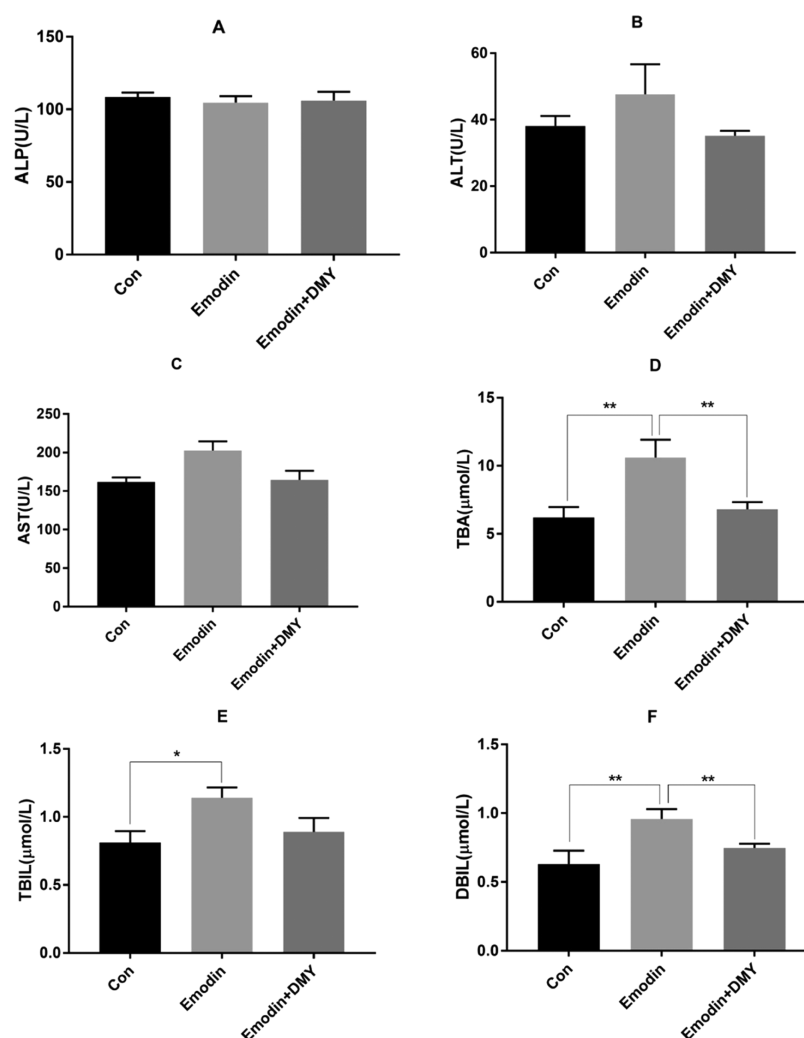 A
ALP(U/L)
150
100
50
0
Con
Emodin
Emodin+DMY
B
ALT(U/L)
60
40
20
0
Con
Emodin
Emodin+DMY
C
AST(U/L)
250
200
150
100
50
0
Con
Emodin
Emodin+DMY
D
TBA(μmol/L)
15
10
5
0
**
**
Con
Emodin
Emodin+DMY
E
TBIL(μmol/L)
1.5
1.0
0.5
0.0
*
Con
Emodin
Emodin+DMY
F
DBIL(μmol/L)
1.5
1.0
0.5
0.0
**
**
Con
Emodin
Emodin+DMY